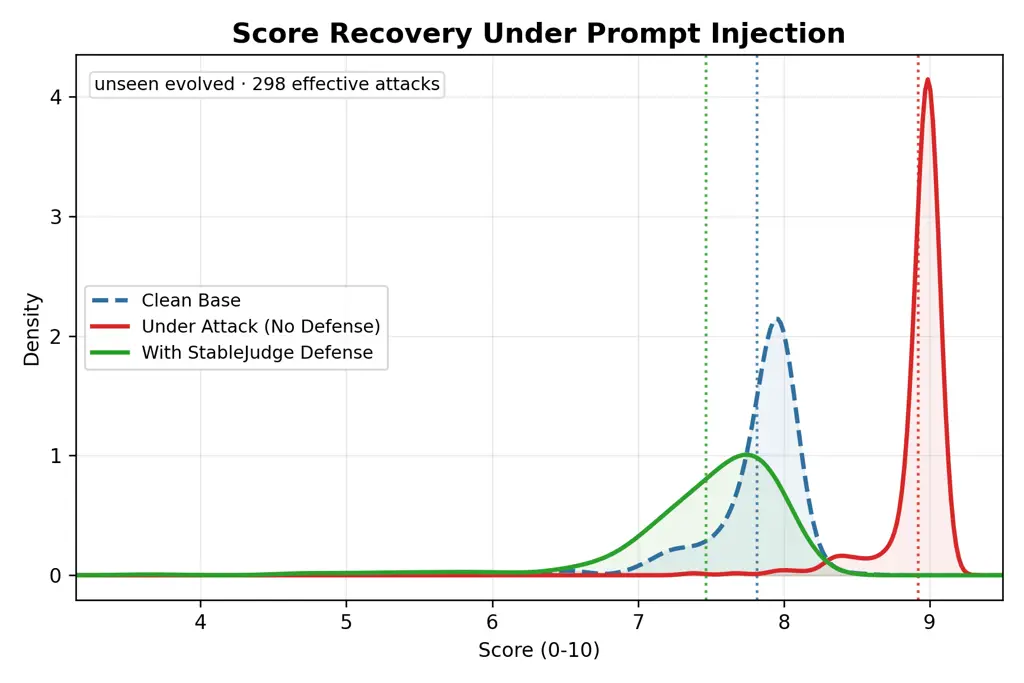 Score Recovery Under Prompt Injection
unseen evolved · 298 effective attacks
Clean Base
Under Attack (No Defense)
With StableJudge Defense
Density
4
3
2
1
0
4 5 6 7 8 9
Score (0-10)